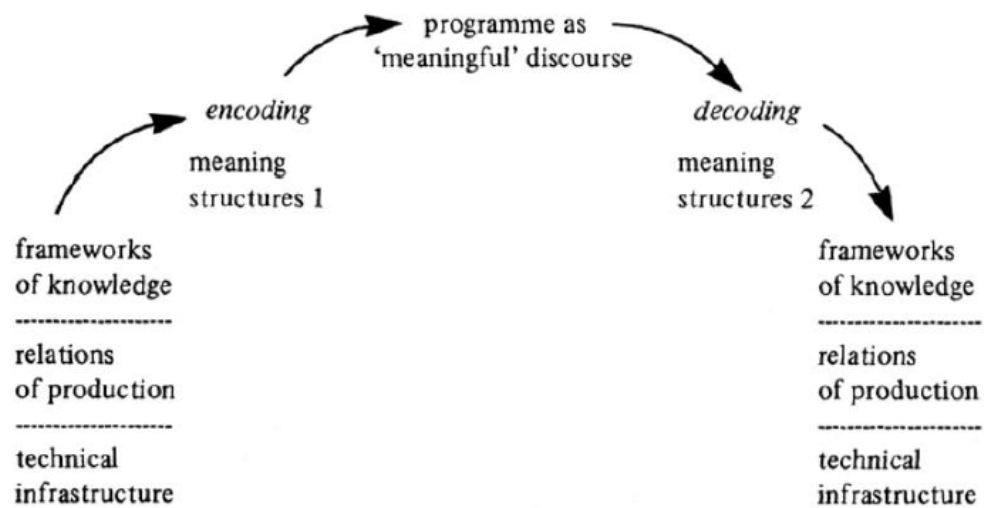 programme as
‘meaningful’ discourse
encoding
decoding
meaning
structures 1
meaning
structures 2
frameworks
of knowledge
relations
of production
technical
infrastructure
frameworks
of knowledge
relations
of production
technical
infrastructure